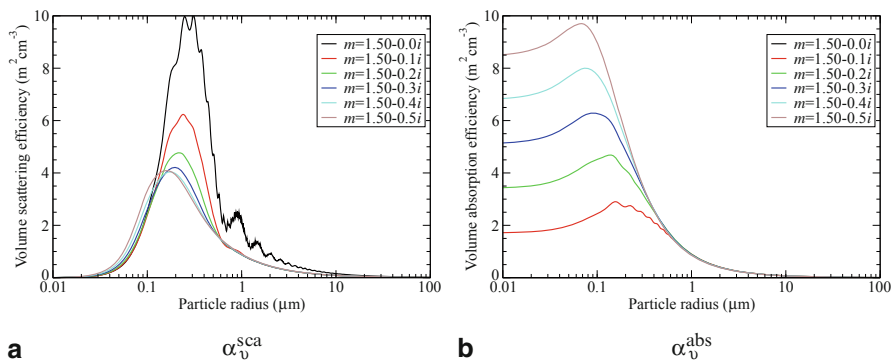 Volume scattering efficiency (m² cm⁻³)
10
8
6
4
2
0
0.01
0.1
1
10
100
Particle radius (μm)
m=1.50-0.0i
m=1.50-0.1i
m=1.50-0.2i
m=1.50-0.3i
m=1.50-0.4i
m=1.50-0.5i
a
α_υ^sca
Volume absorption efficiency (m² cm⁻³)
10
8
6
4
2
0
0.01
0.1
1
10
100
Particle radius (μm)
m=1.50-0.0i
m=1.50-0.1i
m=1.50-0.2i
m=1.50-0.3i
m=1.50-0.4i
m=1.50-0.5i
b
α_υ^abs